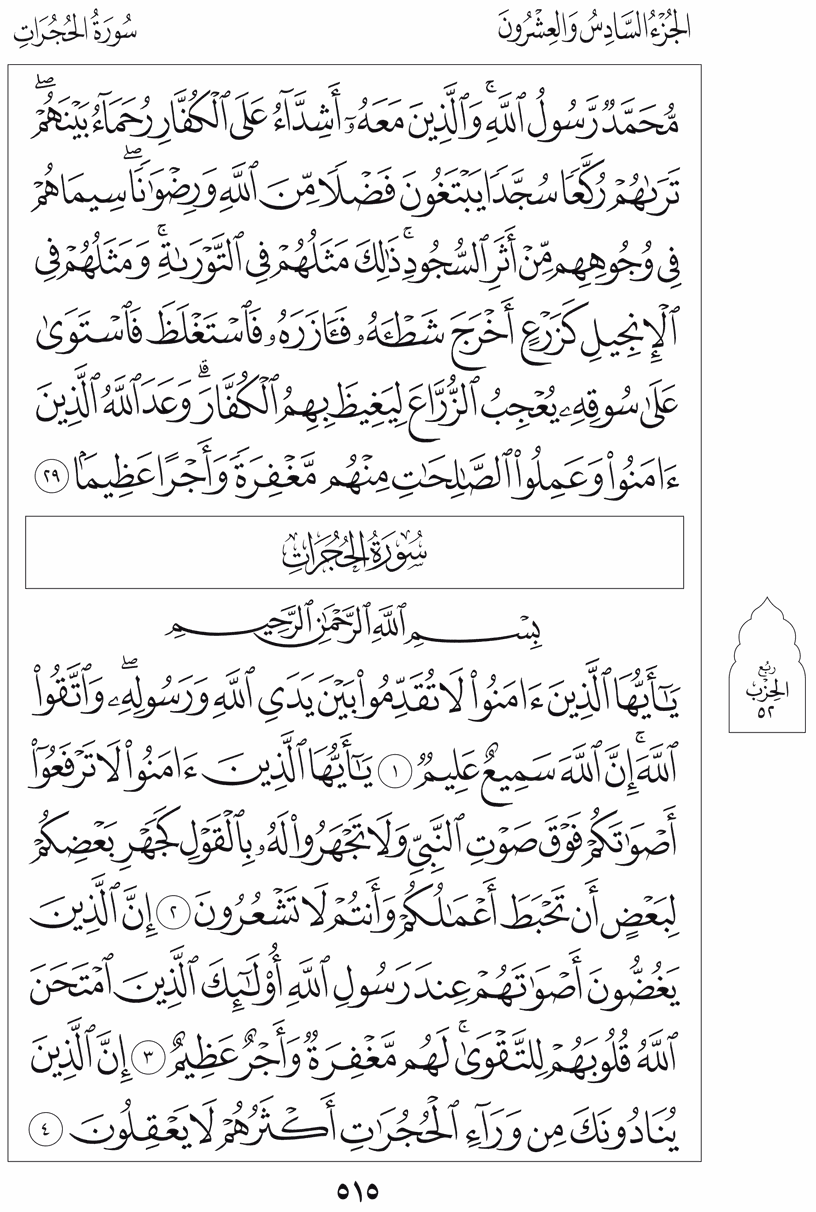 الجُزْءُ السَّادِسُ وَالعِشْرُونَ
سُورَةُ الحُجُرَاتِ
مُّحَمَّدٌ رَّسُولُ ٱللَّهِۚ وَٱلَّذِينَ مَعَهُۥٓ أَشِدَّآءُ عَلَى ٱلۡكُفَّارِ رُحَمَآءُ بَيۡنَهُمۡۖ
تَرَىٰهُمۡ رُكَّعٗا سُجَّدٗا يَبۡتَغُونَ فَضۡلٗا مِّنَ ٱللَّهِ وَرِضۡوَٰنٗاۖ سِيمَاهُمۡ
فِي وُجُوهِهِم مِّنۡ أَثَرِ ٱلسُّجُودِۚ ذَٰلِكَ مَثَلُهُمۡ فِي ٱلتَّوۡرَىٰةِۚ وَمَثَلُهُمۡ فِي
ٱلۡإِنجِيلِ كَزَرۡعٍ أَخۡرَجَ شَطۡـَٔهُۥ فَـَٔازَرَهُۥ فَٱسۡتَغۡلَظَ فَٱسۡتَوَىٰ
عَلَىٰ سُوقِهِۦ يُعۡجِبُ ٱلزُّرَّاعَ لِيَغِيظَ بِهِمُ ٱلۡكُفَّارَۗ وَعَدَ ٱللَّهُ ٱلَّذِينَ
ءَامَنُواْ وَعَمِلُواْ ٱلصَّٰلِحَٰتِ مِنۡهُم مَّغۡفِرَةٗ وَأَجۡرًا عَظِيمَۢا ٢٩
سُورَةُ الحُجُرَاتِ
بِسۡمِ ٱللَّهِ ٱلرَّحۡمَٰنِ ٱلرَّحِيمِ
يَٰٓأَيُّهَا ٱلَّذِينَ ءَامَنُواْ لَا تُقَدِّمُواْ بَيۡنَ يَدَيِ ٱللَّهِ وَرَسُولِهِۦۖ وَٱتَّقُواْ
ٱللَّهَۚ إِنَّ ٱللَّهَ سَمِيعٌ عَلِيمٞ ١ يَٰٓأَيُّهَا ٱلَّذِينَ ءَامَنُواْ لَا تَرۡفَعُوٓاْ
أَصۡوَٰتَكُمۡ فَوۡقَ صَوۡتِ ٱلنَّبِيِّ وَلَا تَجۡهَرُواْ لَهُۥ بِٱلۡقَوۡلِ كَجَهۡرِ بَعۡضِكُمۡ
لِبَعۡضٍ أَن تَحۡبَطَ أَعۡمَٰلُكُمۡ وَأَنتُمۡ لَا تَشۡعُرُونَ ٢ إِنَّ ٱلَّذِينَ
يَغُضُّونَ أَصۡوَٰتَهُمۡ عِندَ رَسُولِ ٱللَّهِ أُوْلَٰٓئِكَ ٱلَّذِينَ ٱمۡتَحَنَ
ٱللَّهُ قُلُوبَهُمۡ لِلتَّقۡوَىٰۚ لَهُم مَّغۡفِرَةٞ وَأَجۡرٌ عَظِيمٌ ٣ إِنَّ ٱلَّذِينَ
يُنَادُونَكَ مِن وَرَآءِ ٱلۡحُجُرَٰتِ أَكۡثَرُهُمۡ لَا يَعۡقِلُونَ ٤
رُبْع
الحِزْب
٥٢
٥١٥